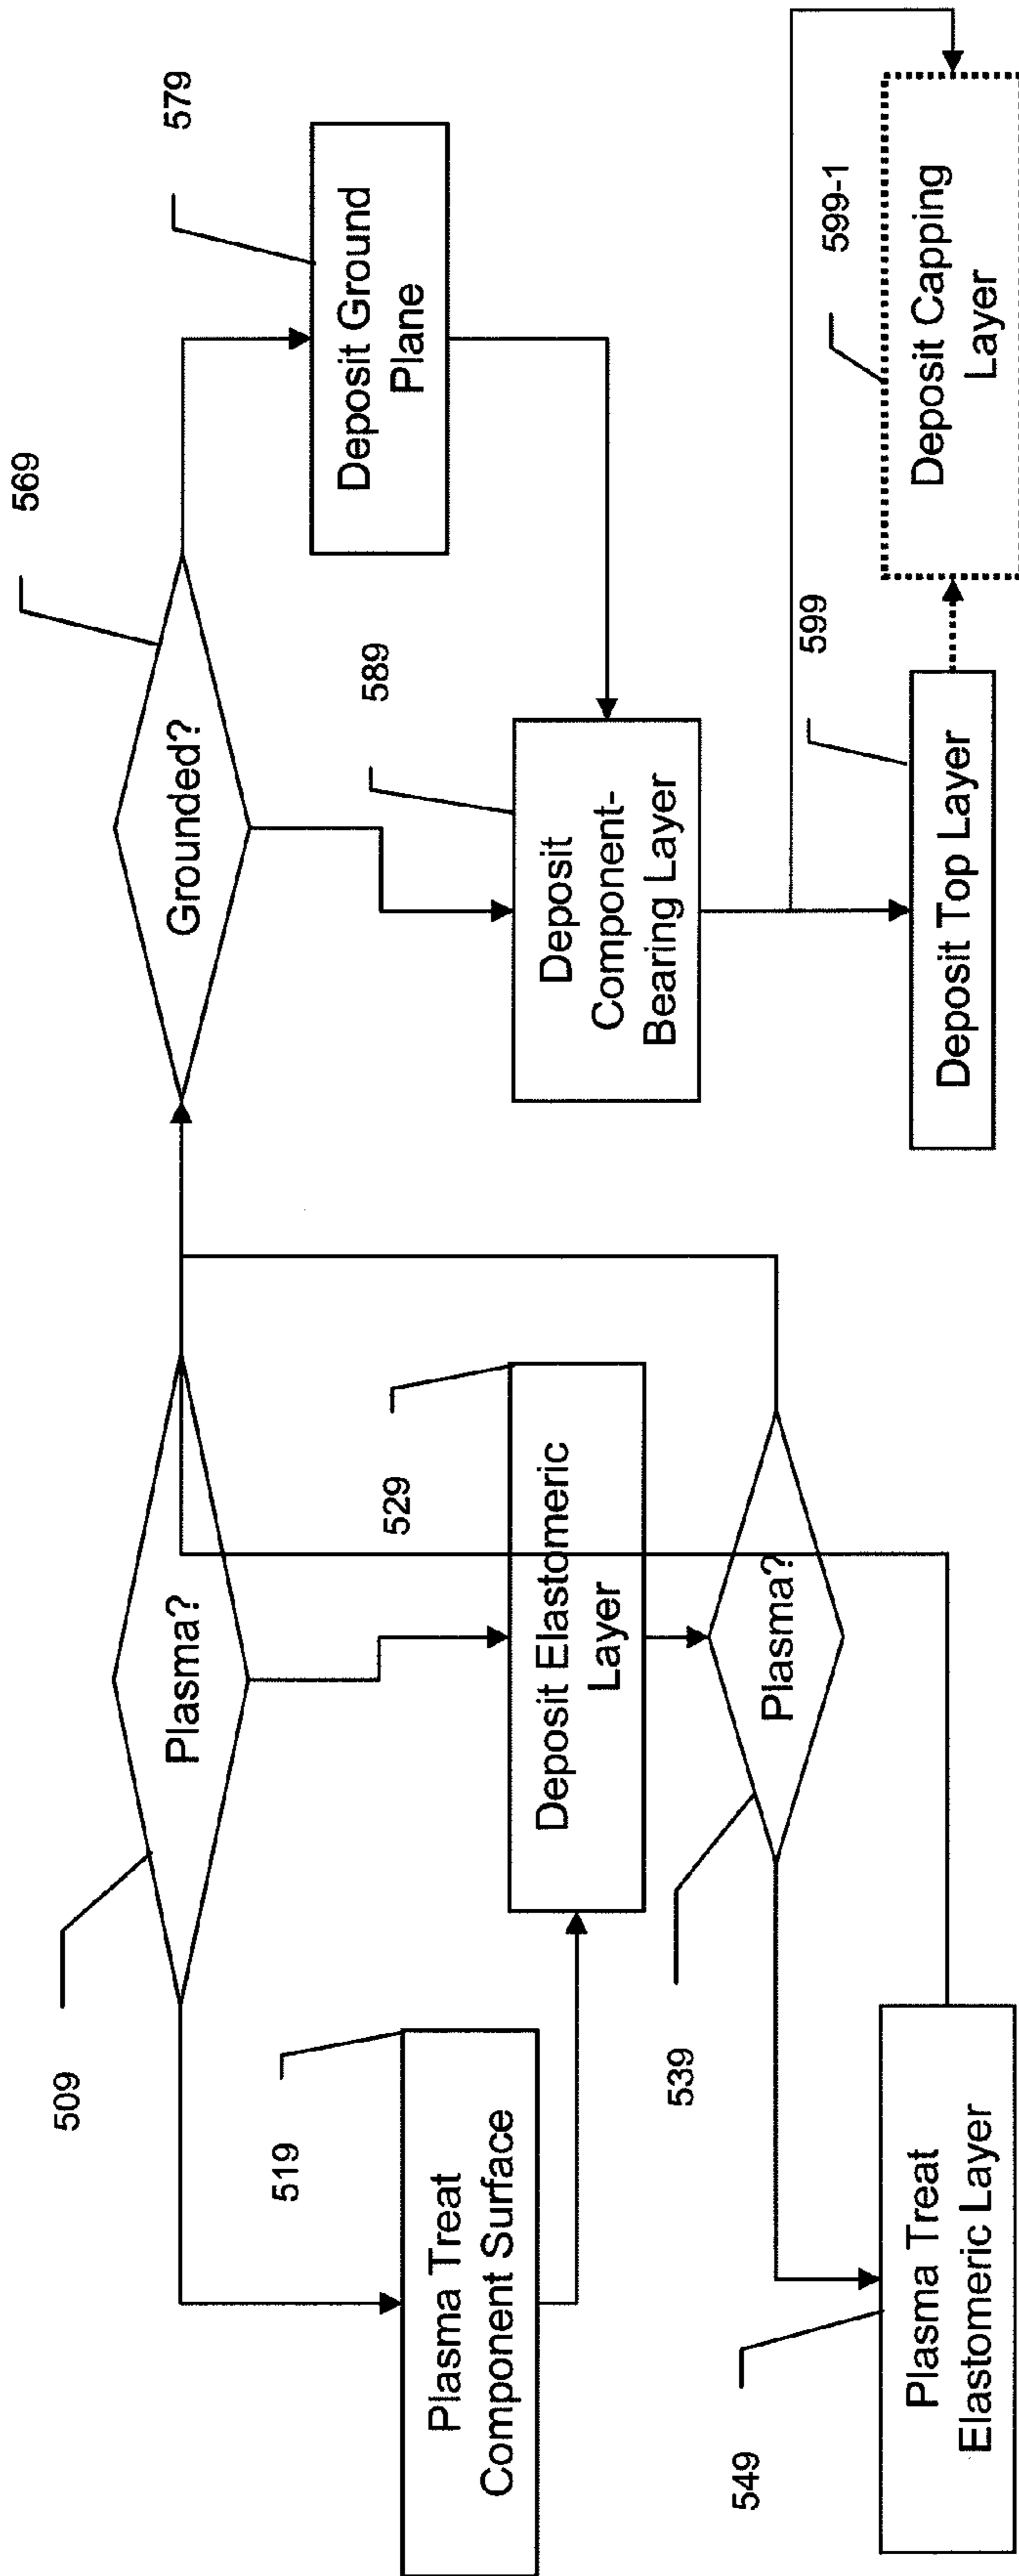 509
Plasma?
519
Plasma Treat
Component Surface
529
Deposit Elastomeric
Layer
539
Plasma?
549
Plasma Treat
Elastomeric Layer
569
Grounded?
579
Deposit Ground
Plane
589
Deposit
Component-
Bearing Layer
599
Deposit Top Layer
599-1
Deposit Capping
Layer